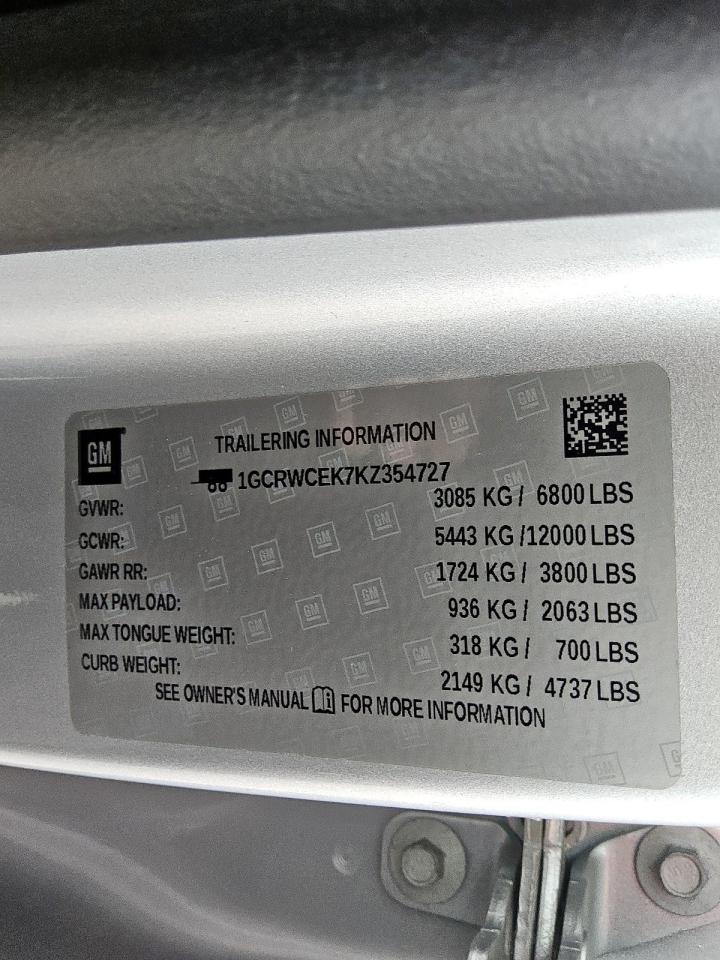 GM
TRAILERING INFORMATION
1GCRWCEK7KZ354727
GVWR: 3085 KG / 6800 LBS
GCWR: 5443 KG /12000 LBS
GAWR RR: 1724 KG / 3800 LBS
MAX PAYLOAD: 936 KG / 2063 LBS
MAX TONGUE WEIGHT: 318 KG / 700 LBS
CURB WEIGHT: 2149 KG / 4737 LBS
SEE OWNER'S MANUAL FOR MORE INFORMATION